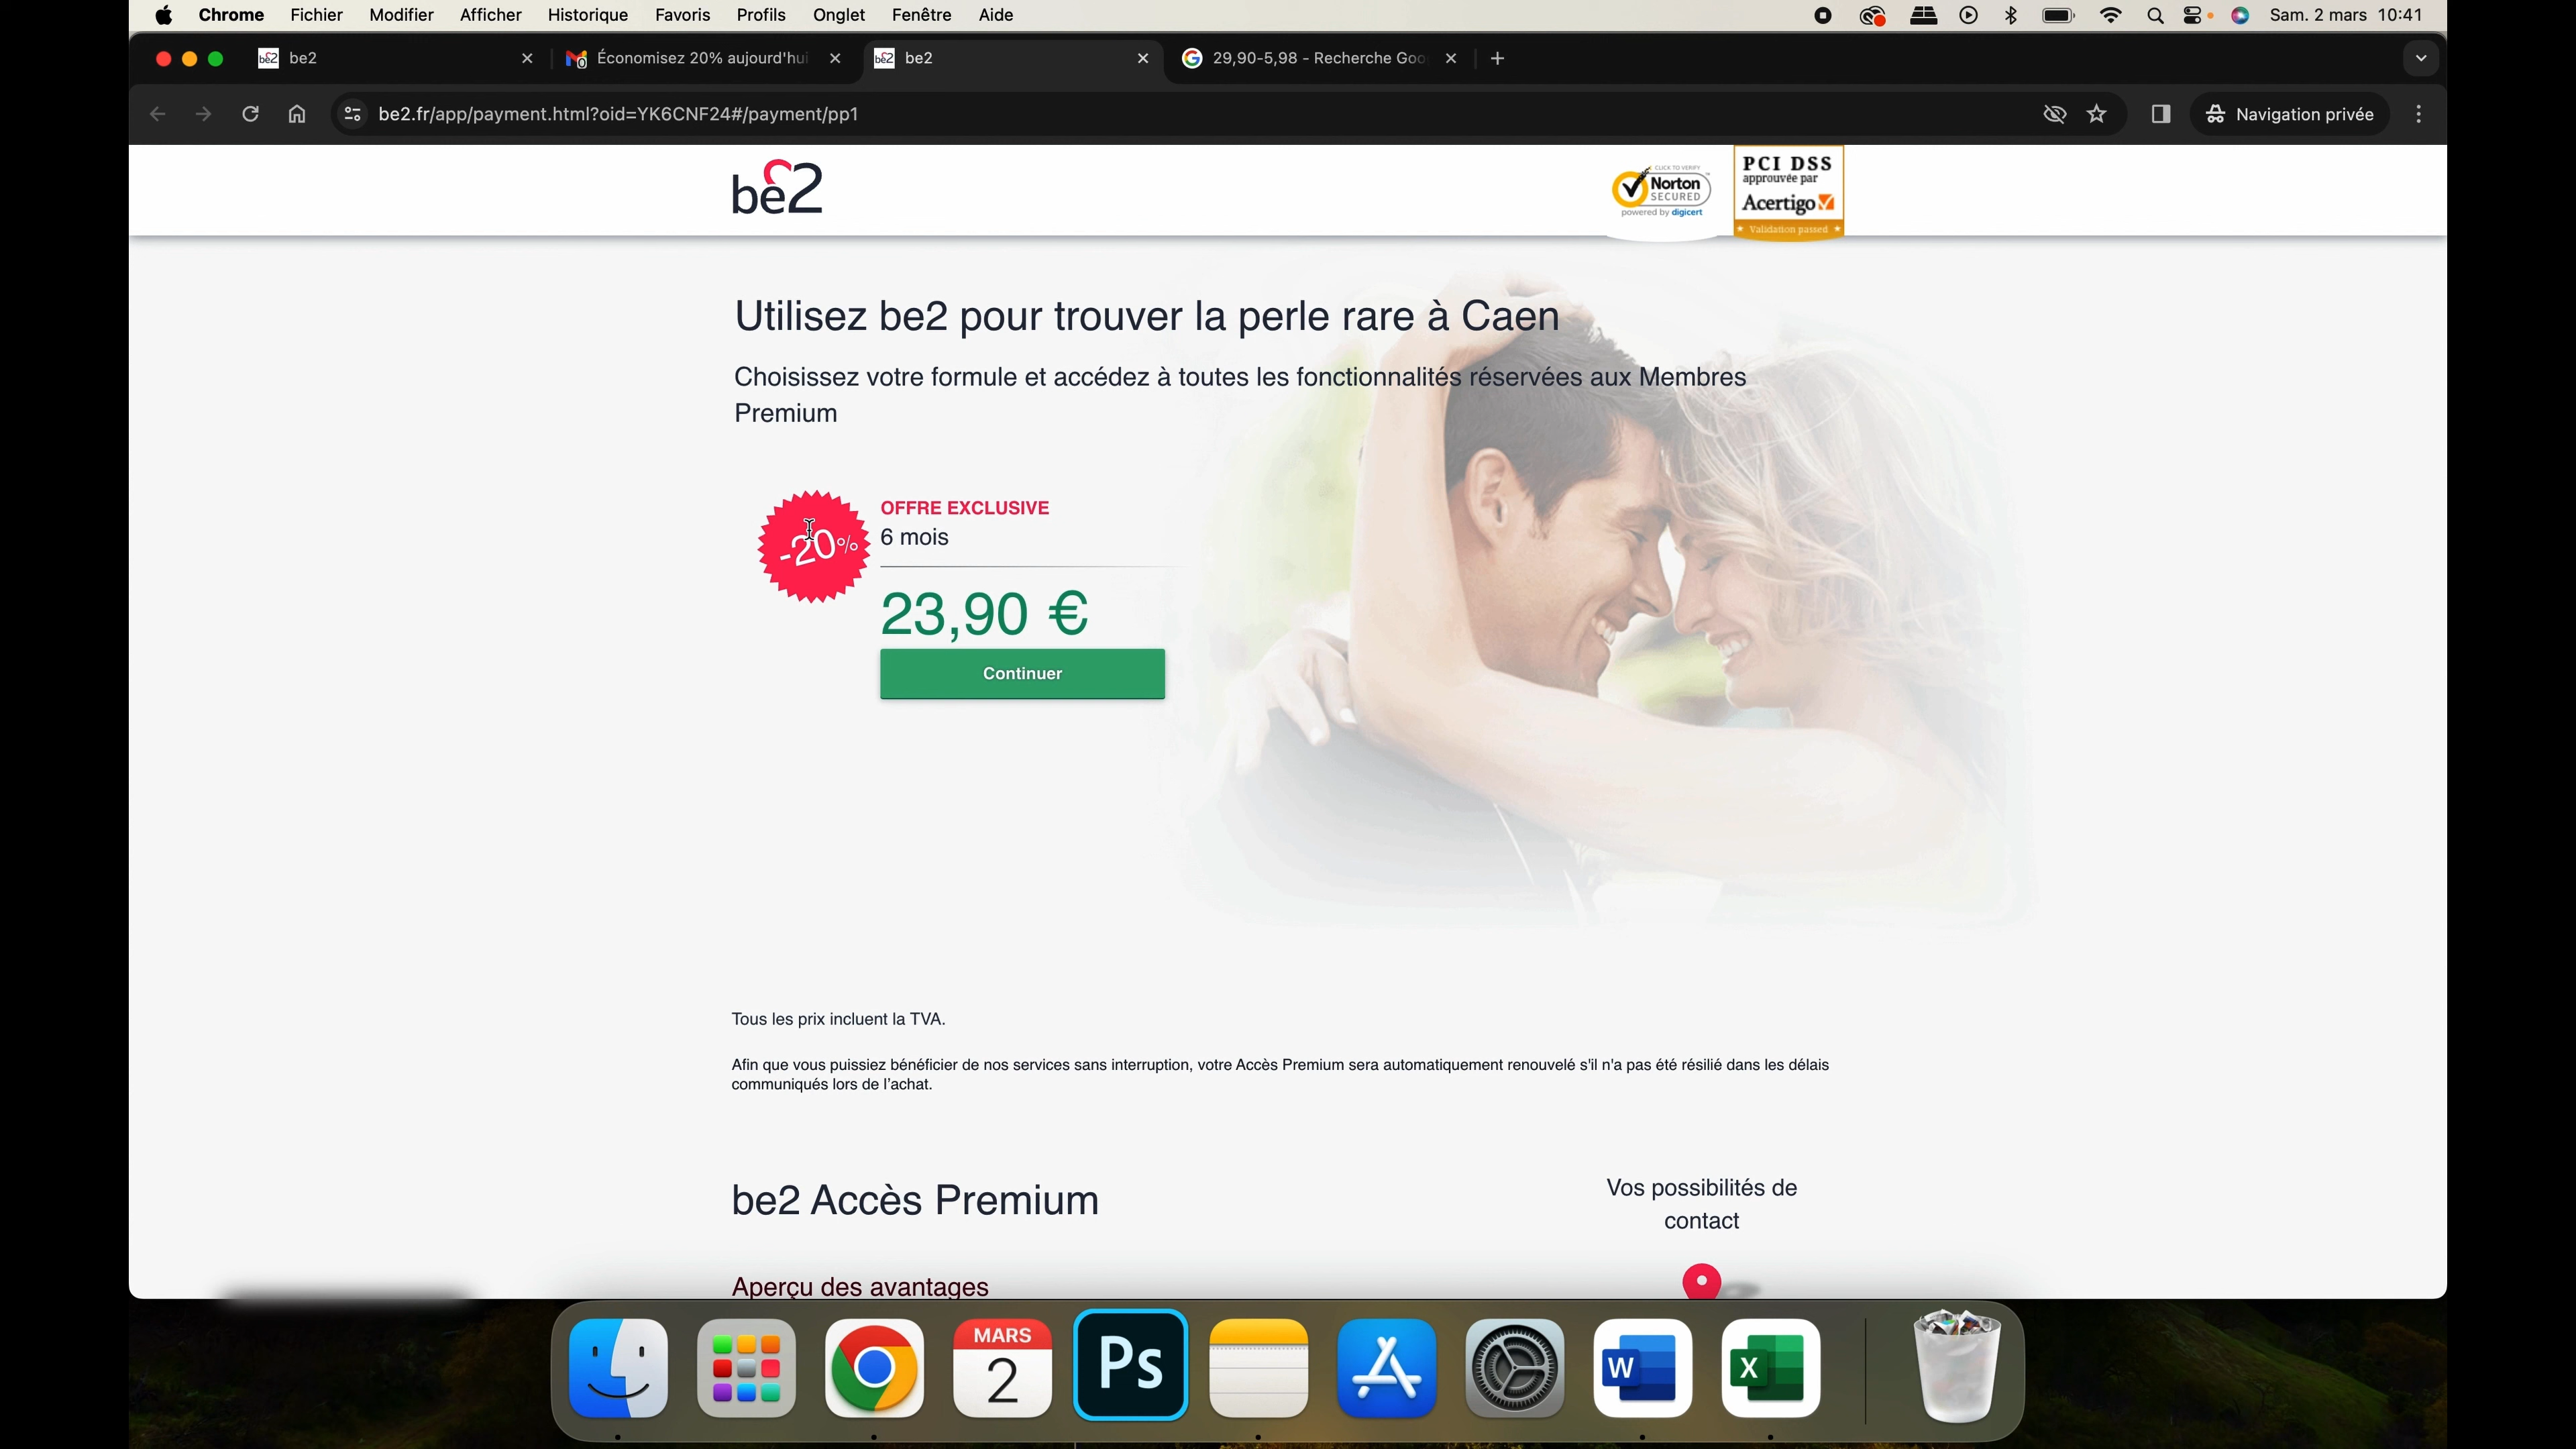 Chrome Fichier Modifier Afficher Historique Favoris Profils Onglet Fenêtre Aide Sam. 2 mars 10:41
be2 be2 Économisez 20% aujourd'hui be2 be2 29,90-5,98 - Recherche Goo
be2.fr/app/payment.html?oid=YK6CNF24#/payment/pp1 Navigation privée
be2
CLICK TO VERIFY
Norton
SECURED
powered by digicert
PCI DSS
approuvée par
Acertigo
Validation passed
Utilisez be2 pour trouver la perle rare à Caen
Choisissez votre formule et accédez à toutes les fonctionnalités réservées aux Membres
Premium
-20%
OFFRE EXCLUSIVE
6 mois
23,90 €
Continuer
Tous les prix incluent la TVA.
Afin que vous puissiez bénéficier de nos services sans interruption, votre Accès Premium sera automatiquement renouvelé s'il n'a pas été résilié dans les délais
communiqués lors de l'achat.
be2 Accès Premium
Vos possibilités de
contact
Aperçu des avantages
MARS
2
Ps
W
X